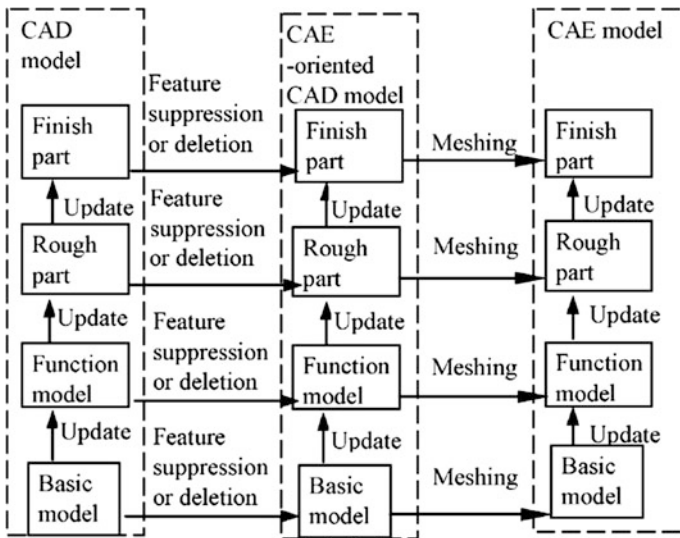 CAD
model
CAE
-oriented
CAD model
CAE model
Feature
suppression
or deletion
Finish
part
Finish
part
Meshing
Finish
part
Update
Update
Update
Feature
suppression
or deletion
Rough
part
Rough
part
Meshing
Rough
part
Update
Update
Update
Feature
suppression
or deletion
Function
model
Function
model
Meshing
Function
model
Update
Update
Update
Feature
suppression
or deletion
Basic
model
Basic
model
Meshing
Basic
model